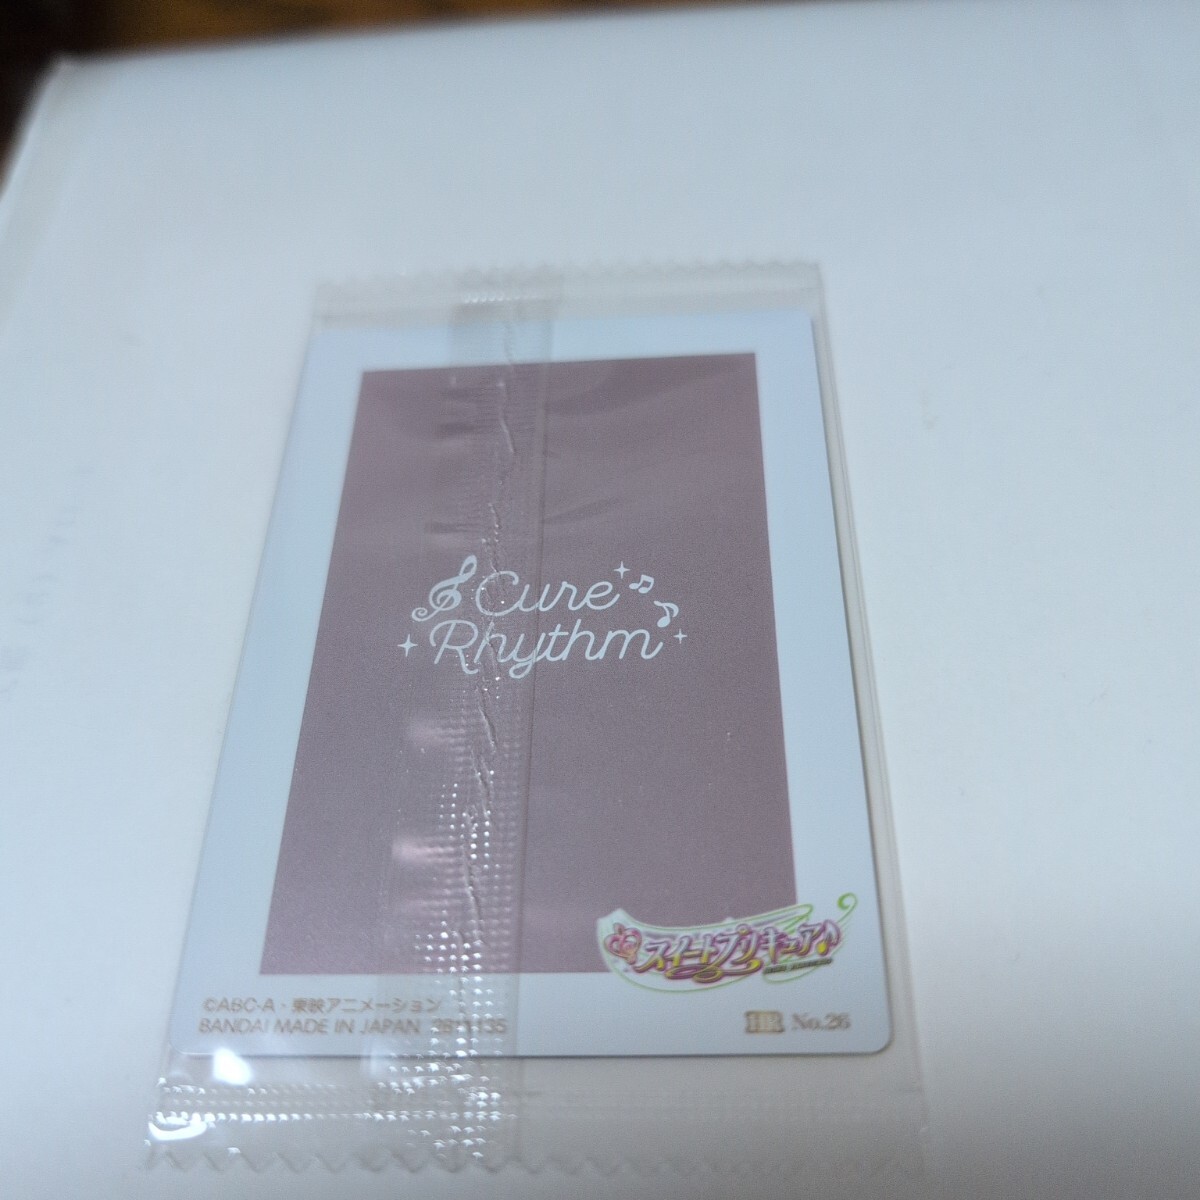 Cure
Rhythm
スイートプリキュア♪
©ABC-A・東映アニメーション
BANDAI MADE IN JAPAN
HR No.26